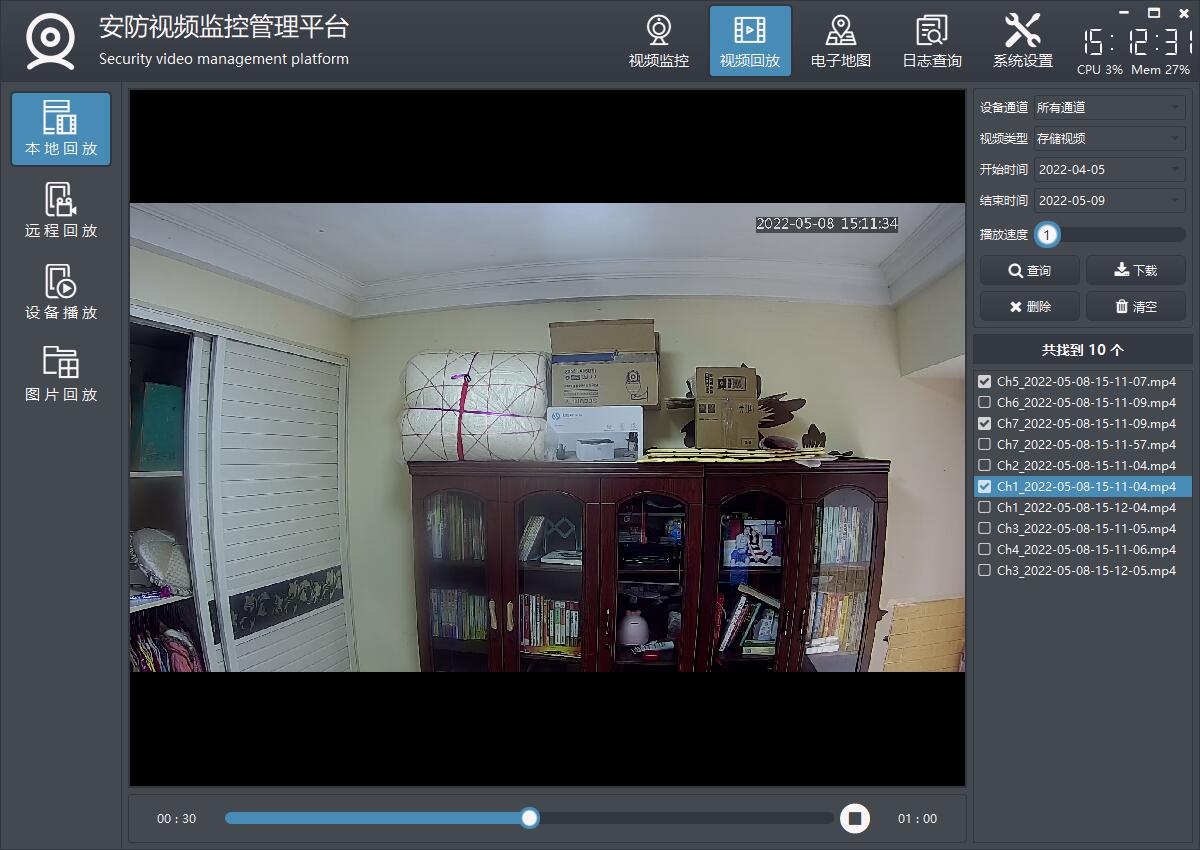 安防视频监控管理平台
Security video management platform
视频监控
视频回放
电子地图
日志查询
系统设置
15:12:31
CPU 3% Mem 27%
本地回放
远程回放
设备播放
图片回放
2022-05-08 15:11:34
hp
设备通道 所有通道
视频类型 存储视频
开始时间 2022-04-05
结束时间 2022-05-09
播放速度 1
查询
下载
删除
清空
共找到 10 个
Ch5_2022-05-08-15-11-07.mp4
Ch6_2022-05-08-15-11-09.mp4
Ch7_2022-05-08-15-11-09.mp4
Ch7_2022-05-08-15-11-57.mp4
Ch2_2022-05-08-15-11-04.mp4
Ch1_2022-05-08-15-11-04.mp4
Ch1_2022-05-08-15-12-04.mp4
Ch3_2022-05-08-15-11-05.mp4
Ch4_2022-05-08-15-11-06.mp4
Ch3_2022-05-08-15-12-05.mp4
00 : 30
01 : 00